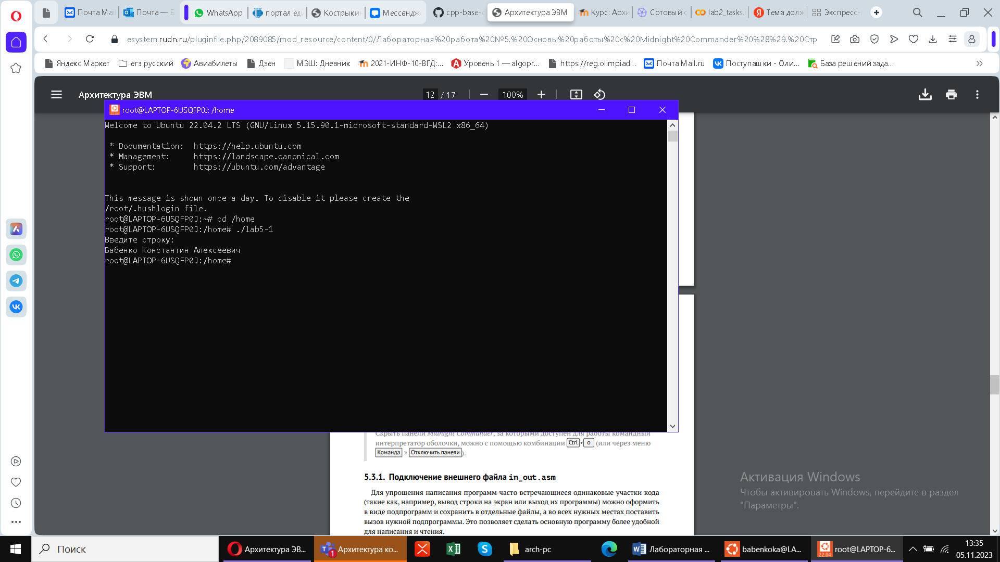 Почта Mai
Почта — Б
WhatsApp
портал еди
Кострыкин
Мессендже
cpp-base-c
Архитектура ЭВМ
Курс: Архи
Сотовый с
lab2_tasks.
Тема долж
Экспресс-
esystem.rudn.ru/pluginfile.php/2089085/mod_resource/content/0/Лабораторная%20работа%20№5.%20Основы%20работы%20с%20Midnight%20Commander%20%28%29.%20Стр
Яндекс Маркет
егэ русский
Авиабилеты
Дзен
МЭШ: Дневник
2021-ИНФ-10-ВГД:...
Уровень 1 — algopr...
https://reg.olimpiad...
Почта Mail.ru
Поступашки - Оли...
База решений зада...
Архитектура ЭВМ
12 / 17
100%
root@LAPTOP-6USQFP0J: /home
Welcome to Ubuntu 22.04.2 LTS (GNU/Linux 5.15.90.1-microsoft-standard-WSL2 x86_64)
* Documentation:  https://help.ubuntu.com
* Management:     https://landscape.canonical.com
* Support:        https://ubuntu.com/advantage
This message is shown once a day. To disable it please create the
/root/.hushlogin file.
root@LAPTOP-6USQFP0J:~# cd /home
root@LAPTOP-6USQFP0J:/home# ./lab5-1
Введите строку:
Бабенко Константин Алексеевич
root@LAPTOP-6USQFP0J:/home#
Скрыть панели Midnight Commander, за которыми доступен для работы командный
интерпретатор оболочки, можно с помощью комбинации Ctrl + o (или через меню
Команда > Отключить панели).
5.3.1. Подключение внешнего файла in_out.asm
Для упрощения написания программ часто встречающиеся одинаковые участки кода
(такие как, например, вывод строки на экран или выход их программы) можно оформить
в виде подпрограмм и сохранить в отдельные файлы, а во всех нужных местах поставить
вызов нужной подпрограммы. Это позволяет сделать основную программу более удобной
для написания и чтения.
Активация Windows
Чтобы активировать Windows, перейдите в раздел
"Параметры".
Поиск
Архитектура ЭВ...
1
Архитектура ко...
arch-pc
Лабораторная ...
babenkoka@LA...
22.04
root@LAPTOP-6...
13:35
05.11.2023